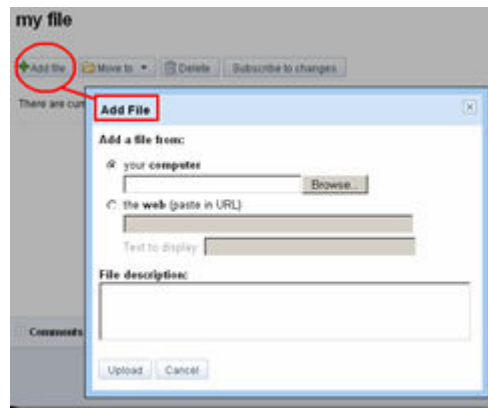 my file
Add file Move to Delete Subscribe to changes
There are curr
Add File
Add a file from:
your computer
Browse...
the web (paste in URL)
Text to display:
File description:
Comments
Upload Cancel